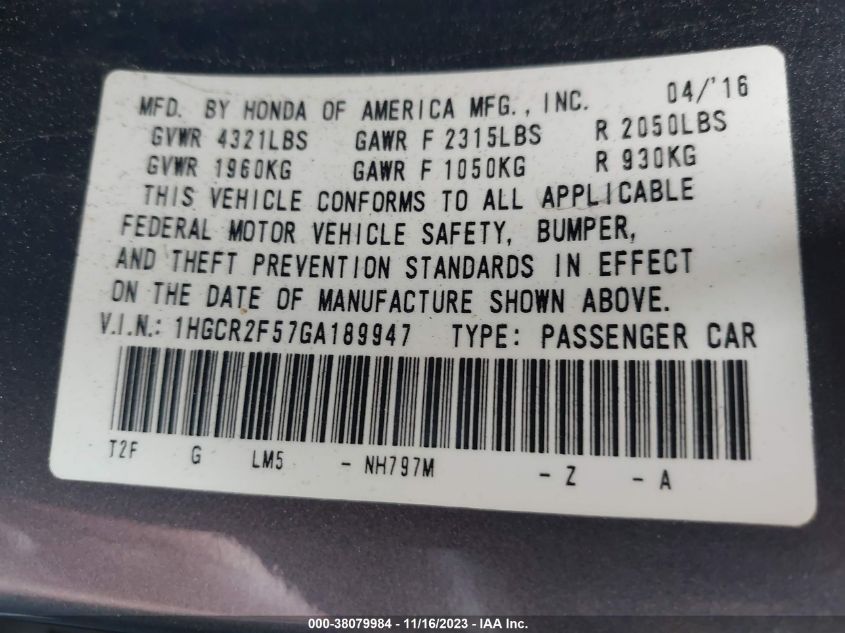 MFD. BY HONDA OF AMERICA MFG., INC. 04/'16
GVWR 4321LBS GAWR F 2315LBS R 2050LBS
GVWR 1960KG GAWR F 1050KG R 930KG
THIS VEHICLE CONFORMS TO ALL APPLICABLE
FEDERAL MOTOR VEHICLE SAFETY, BUMPER,
AND THEFT PREVENTION STANDARDS IN EFFECT
ON THE DATE OF MANUFACTURE SHOWN ABOVE.
V.I.N.: 1HGCR2F57GA189947 TYPE: PASSENGER CAR
T2F G LM5 - NH797M - Z - A
000-38079984 - 11/16/2023 - IAA Inc.